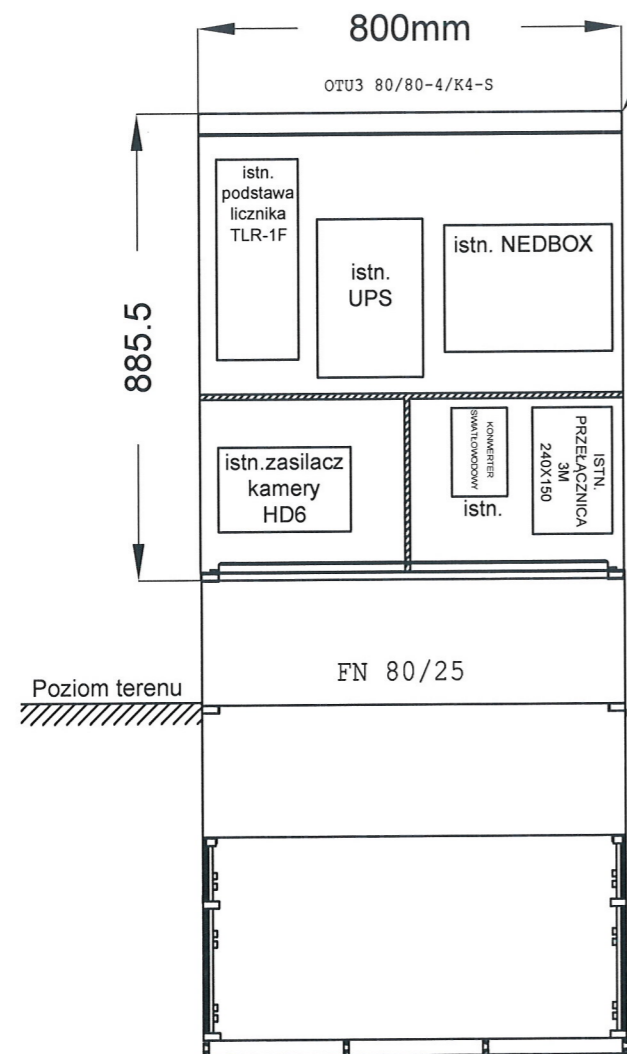 800mm
OTU3 80/80-4/K4-S
885.5
istn.
podstawa
licznika
TLR-1F
istn.
UPS
istn. NEDBOX
istn.zasilacz
kamery
HD6
KONWERTER
ŚWIATŁOWODOWY
istn.
ISTN.
PRZEŁĄCZNICA
3M
240X150
FN 80/25
Poziom terenu